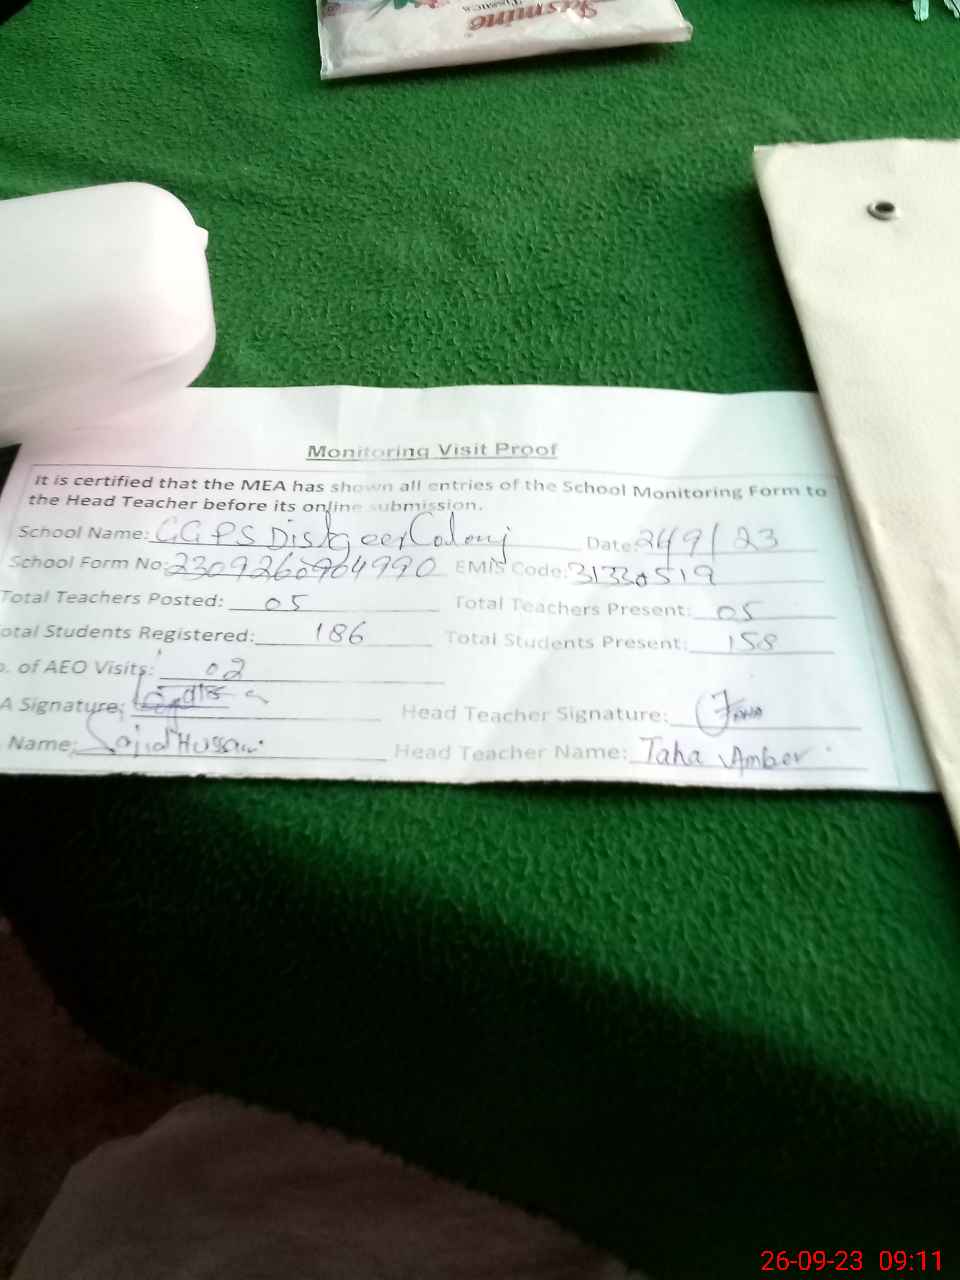 Jasmine
Monitoring Visit Proof
It is certified that the MEA has shown all entries of the School Monitoring Form to
the Head Teacher before its online submission.
School Name: GGPS Distgeer Colony Date: 249/23
School Form No: 2309260904990 EMIS Code: 31330519
Total Teachers Posted: 05 Total Teachers Present: 05
otal Students Registered: 186 Total Students Present: 158
. of AEO Visits: 02
A Signature: Head Teacher Signature: Taha
Name: Sajid Hussain Head Teacher Name: Taha Amber
26-09-23 09:11